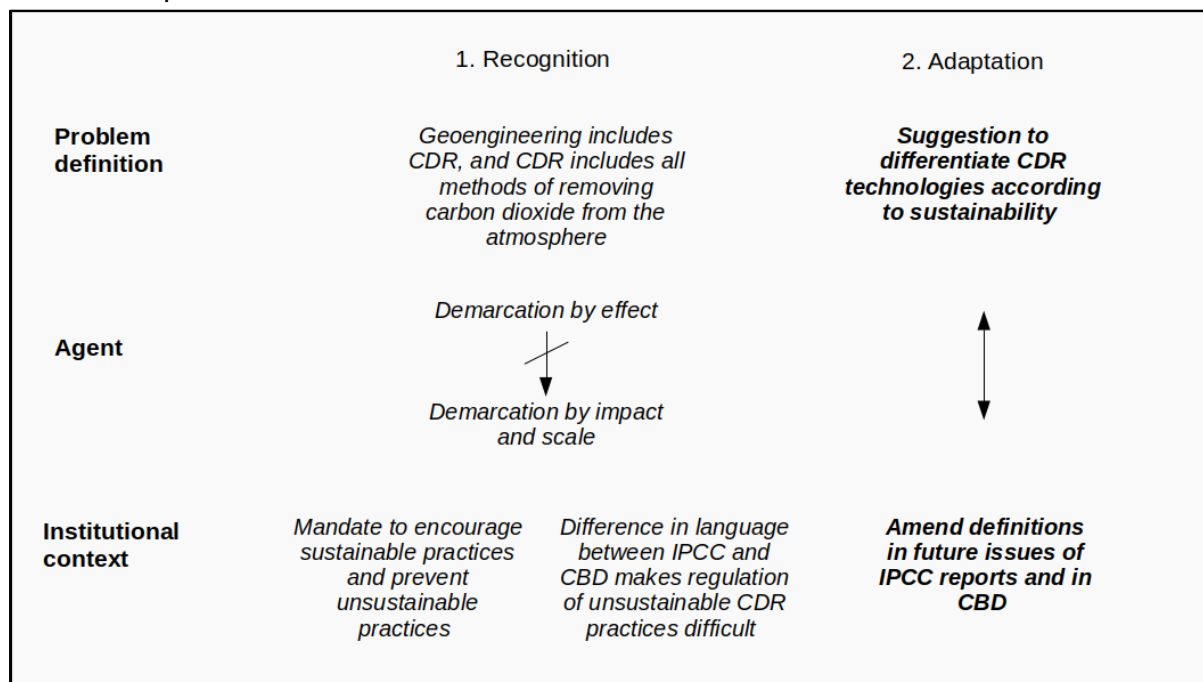 1. Recognition
2. Adaptation
Problem
definition
Geoengineering includes
CDR, and CDR includes all
methods of removing
carbon dioxide from the
atmosphere
Suggestion to
differentiate CDR
technologies according
to sustainability
Agent
Demarcation by effect
Demarcation by impact
and scale
Institutional
context
Mandate to encourage
sustainable practices
and prevent
unsustainable
practices
Difference in language
between IPCC and
CBD makes regulation
of unsustainable CDR
practices difficult
Amend definitions
in future issues of
IPCC reports and in
CBD